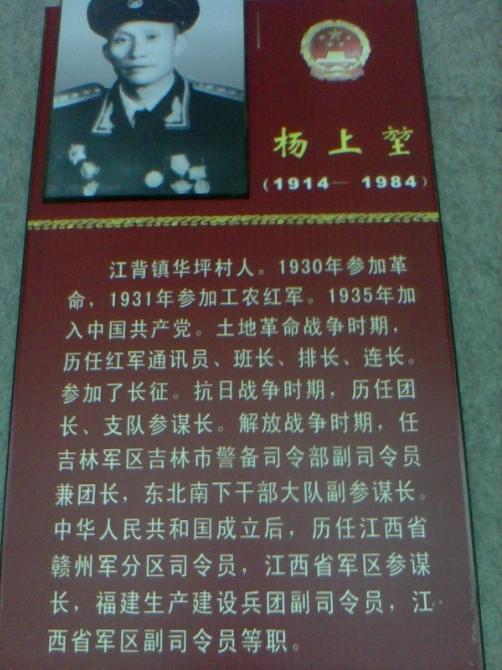 杨上堃
(1914— 1984)
江背镇华坪村人。1930年参加革
命，1931年参加工农红军。1935年加
入中国共产党。土地革命战争时期，
历任红军通讯员、班长、排长、连长。
参加了长征。抗日战争时期，历任团
长、支队参谋长。解放战争时期，任
吉林军区吉林市警备司令部副司令员
兼团长，东北南下干部大队副参谋长。
中华人民共和国成立后，历任江西省
赣州军分区司令员，江西省军区参谋
长，福建生产建设兵团副司令员，江
西省军区副司令员等职。